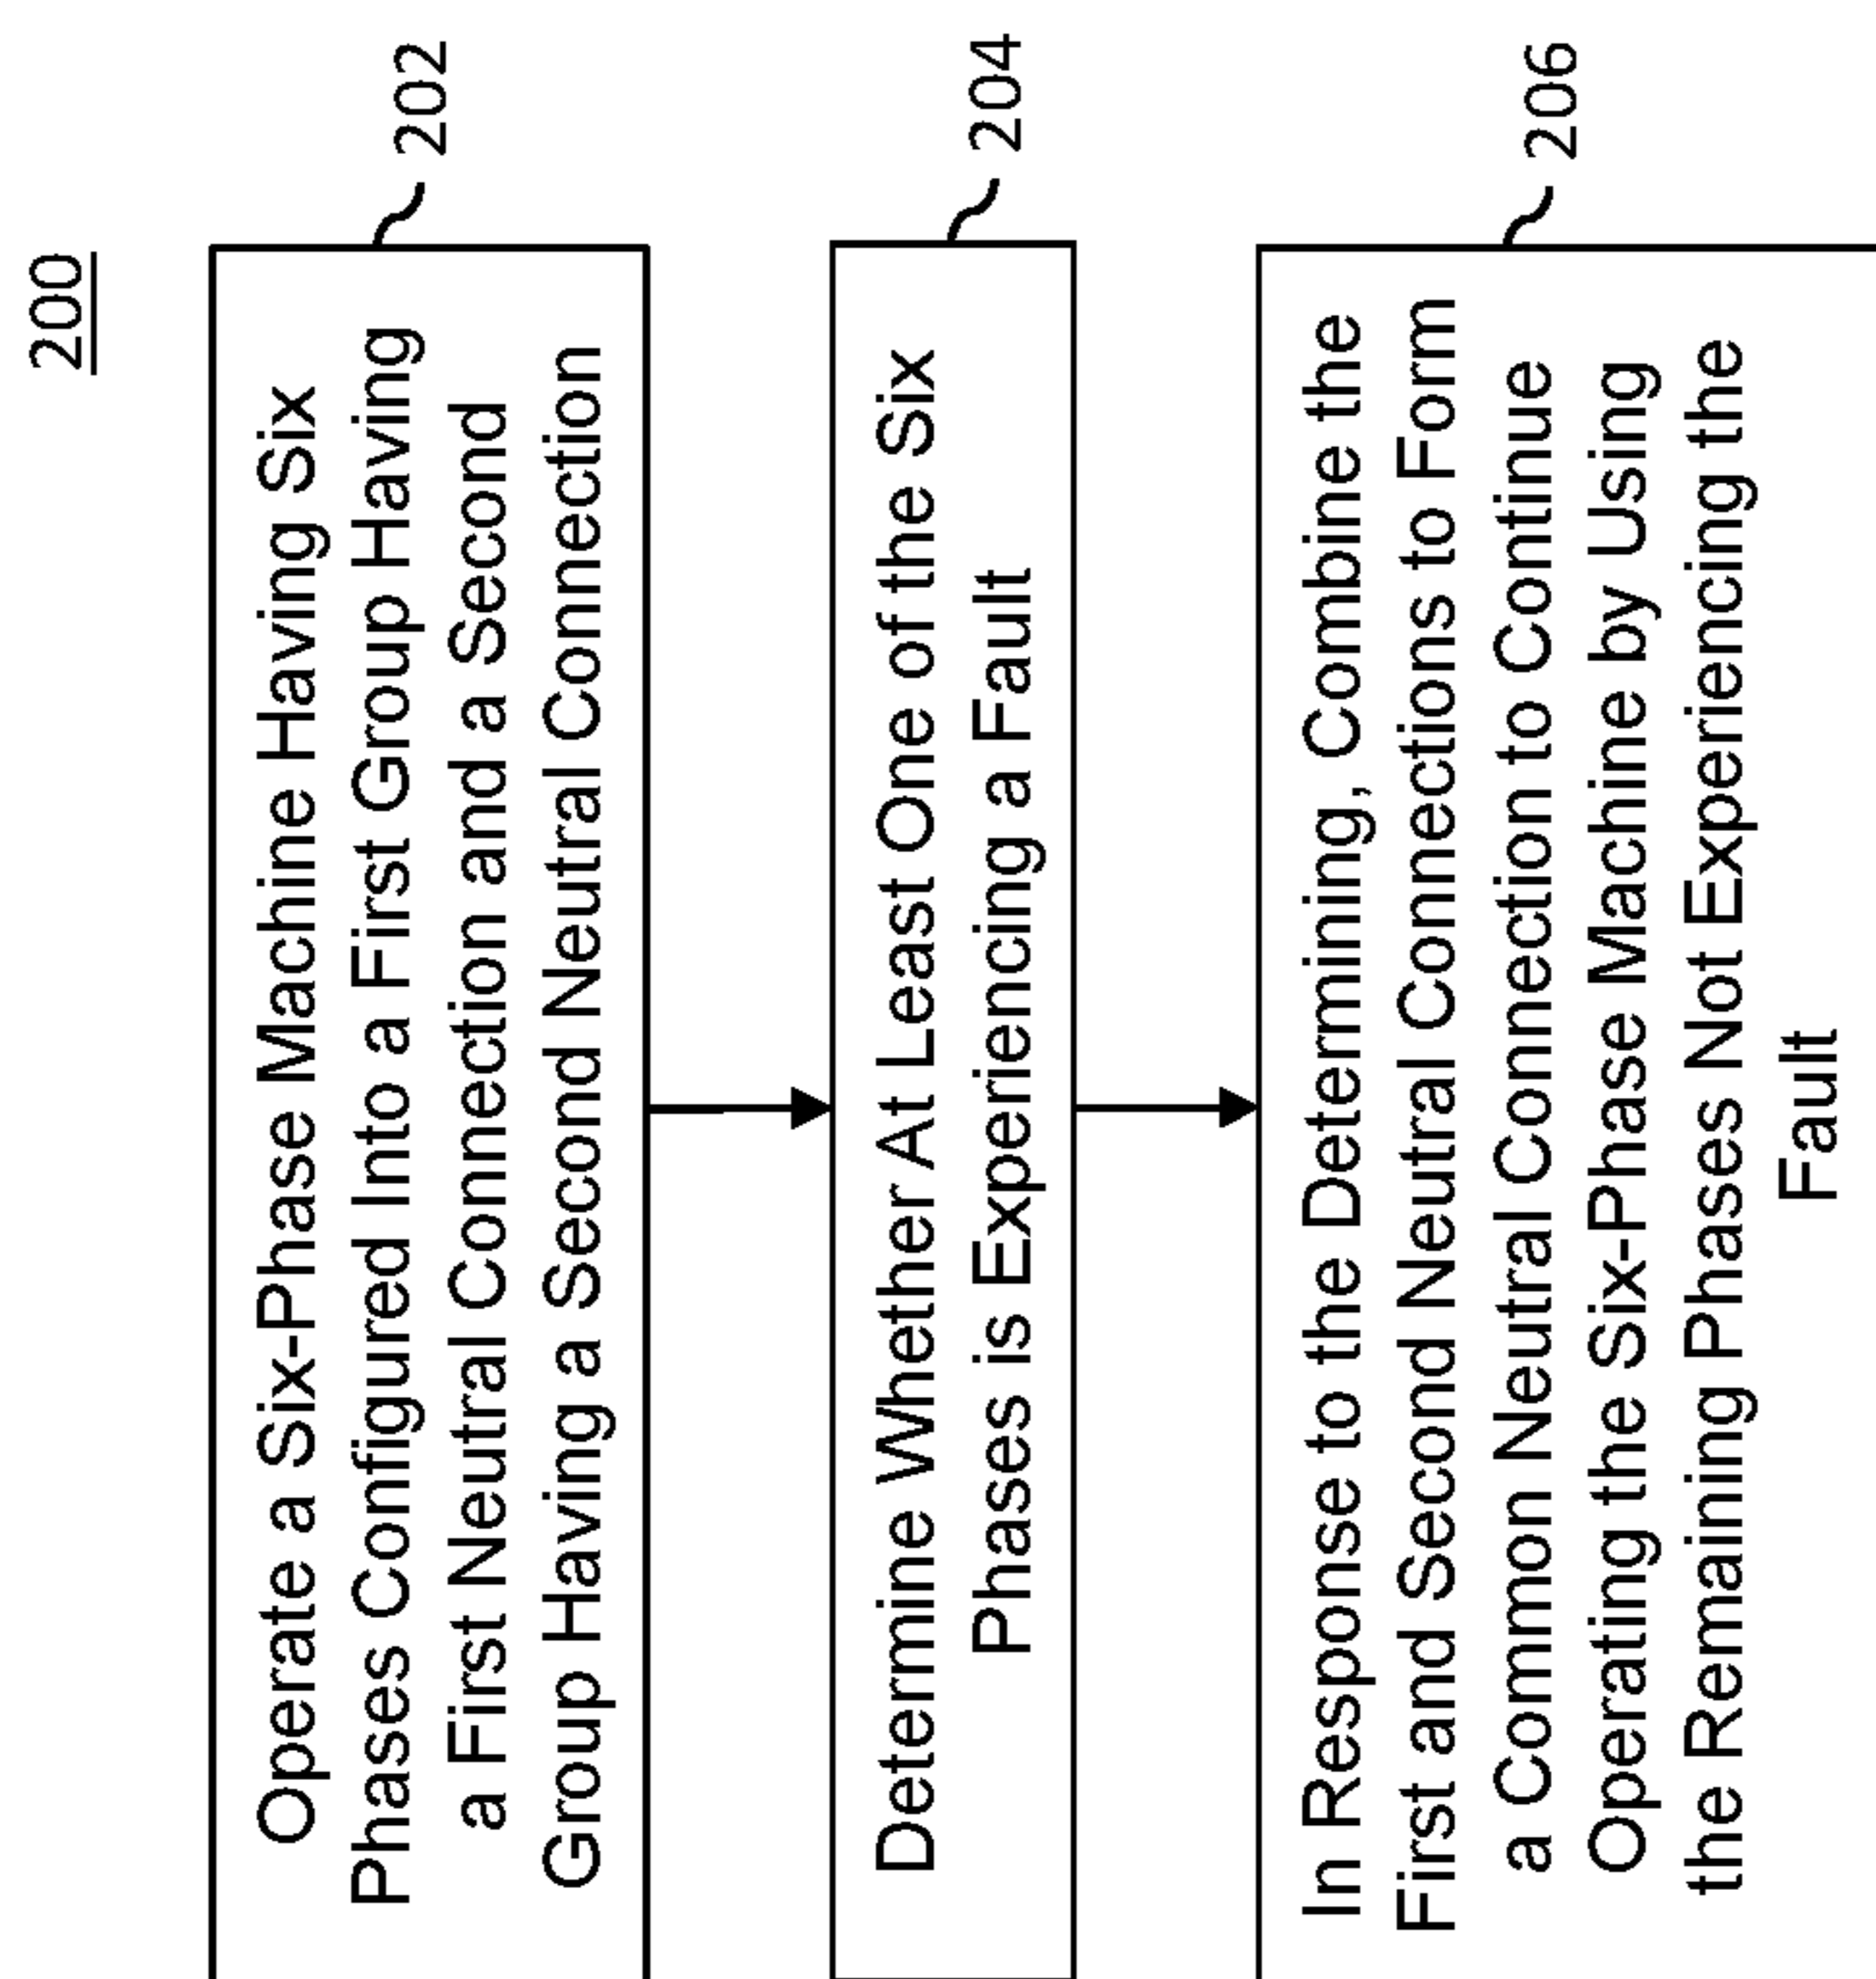 200
Operate a Six-Phase Machine Having Six
Phases Configured Into a First Group Having
a First Neutral Connection and a Second
Group Having a Second Neutral Connection
202
Determine Whether At Least One of the Six
Phases is Experiencing a Fault
204
In Response to the Determining, Combine the
First and Second Neutral Connections to Form
a Common Neutral Connection to Continue
Operating the Six-Phase Machine by Using
the Remaining Phases Not Experiencing the
Fault
206